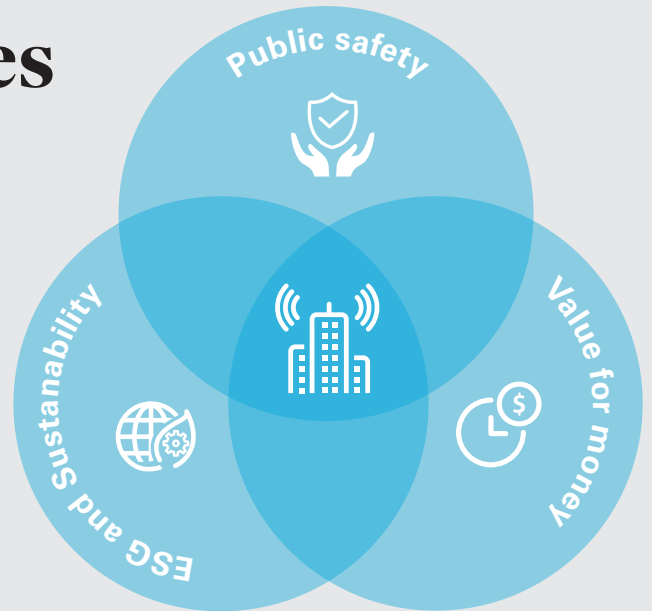 es
Public safety
ESG and Sustanability
Value for money
$